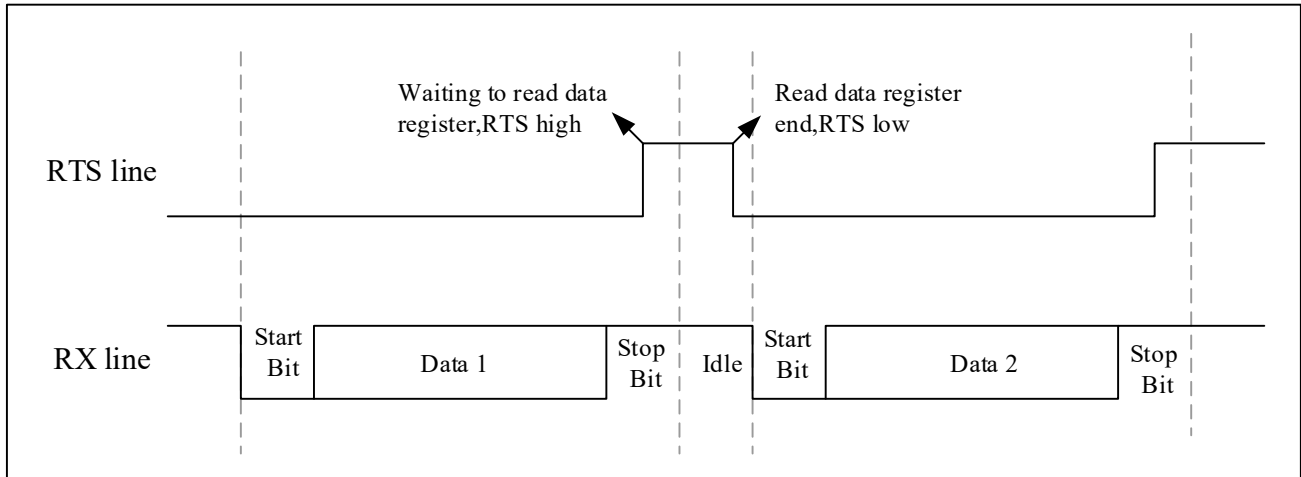 Waiting to read data
register,RTS high
Read data register
end,RTS low
RTS line
RX line
Start
Bit
Data 1
Stop
Bit
Idle
Start
Bit
Data 2
Stop
Bit